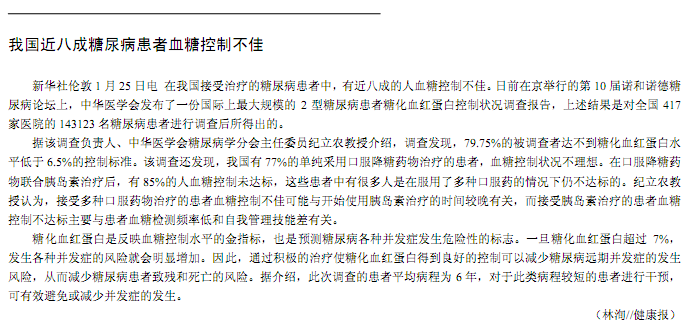 我国近八成糖尿病患者血糖控制不佳
新华社伦敦 1 月 25 日电 在我国接受治疗的糖尿病患者中，有近八成的人血糖控制不佳。日前在京举行的第 10 届诺和诺德糖
尿病论坛上，中华医学会发布了一份国际上最大规模的 2 型糖尿病患者糖化血红蛋白控制状况调查报告，上述结果是对全国 417
家医院的 143123 名糖尿病患者进行调查后所得出的。
据该调查负责人、中华医学会糖尿病学分会主任委员纪立农教授介绍，调查发现，79.75%的被调查者达不到糖化血红蛋白水
平低于 6.5%的控制标准。该调查还发现，我国有 77%的单纯采用口服降糖药物治疗的患者，血糖控制状况不理想。在口服降糖药
物联合胰岛素治疗后，有 85%的人血糖控制未达标，这些患者中有很多人是在服用了多种口服药的情况下仍不达标的。纪立农教
授认为，接受多种口服药物治疗的患者血糖控制不佳可能与开始使用胰岛素治疗的时间较晚有关，而接受胰岛素治疗的患者血糖
控制不达标主要与患者血糖检测频率低和自我管理技能差有关。
糖化血红蛋白是反映血糖控制水平的金指标，也是预测糖尿病各种并发症发生危险性的标志。一旦糖化血红蛋白超过 7%，
发生各种并发症的风险就会明显增加。因此，通过积极的治疗使糖化血红蛋白得到良好的控制可以减少糖尿病远期并发症的发生
风险，从而减少糖尿病患者致残和死亡的风险。据介绍，此次调查的患者平均病程为 6 年，对于此类病程较短的患者进行干预，
可有效避免或减少并发症的发生。
（林洵//健康报）